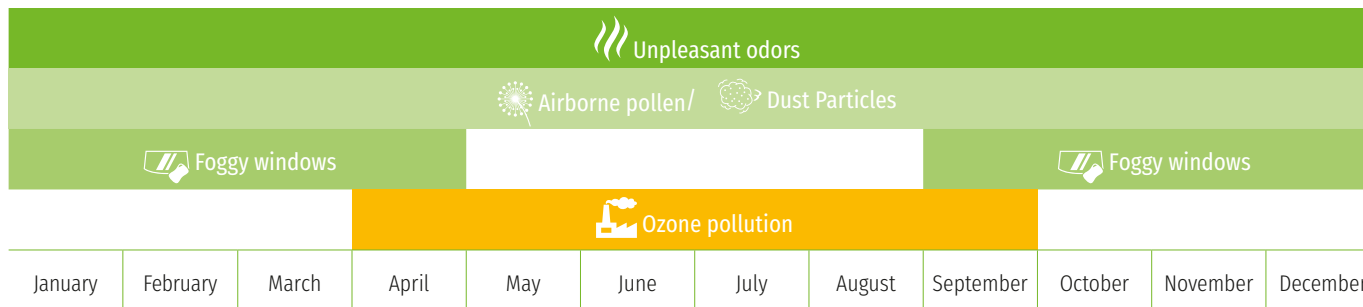 Unpleasant odors
Airborne pollen/ Dust Particles
Foggy windows Foggy windows
Ozone pollution
January February March April May June July August September October November December